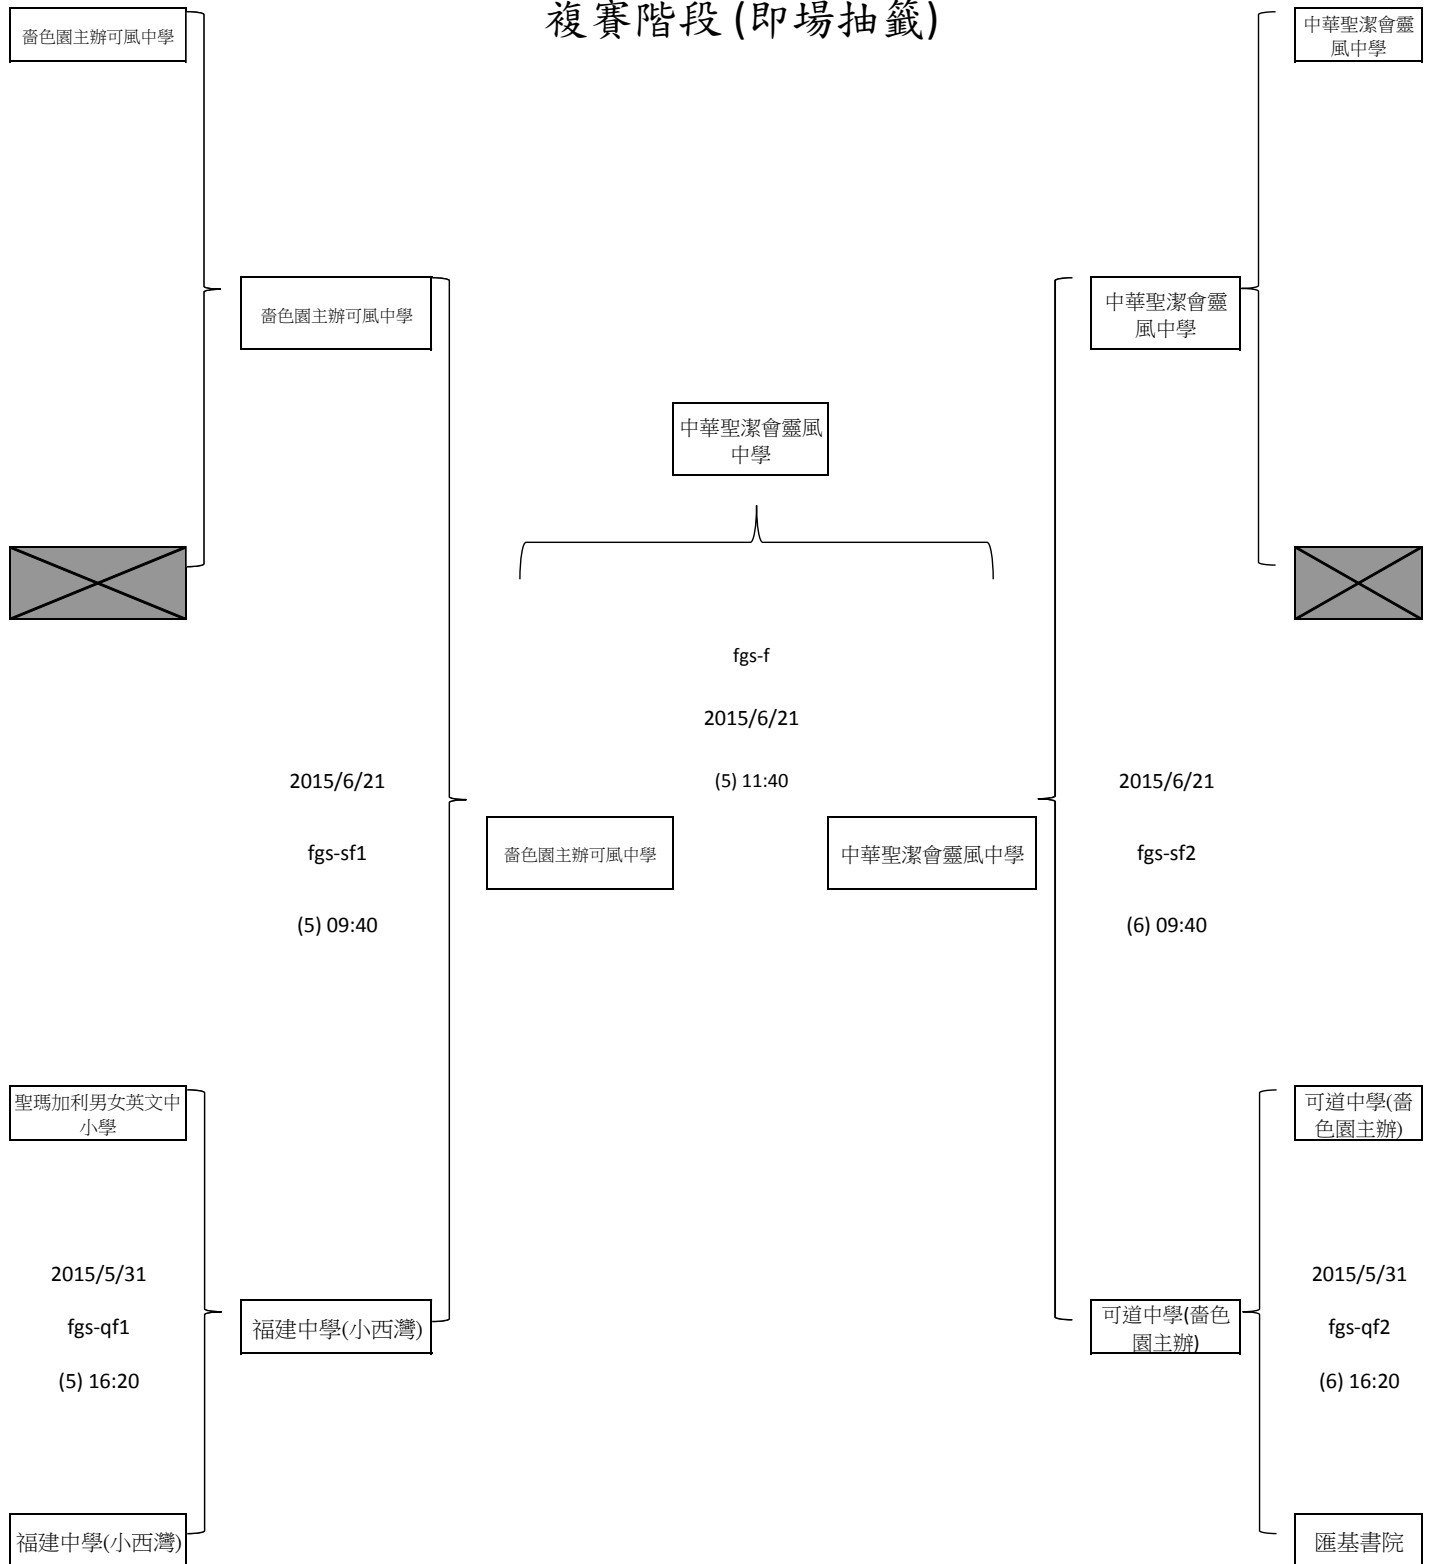 複賽階段 (即場抽籤)
嗇色園主辦可風中學
中華聖潔會靈
風中學
嗇色園主辦可風中學
中華聖潔會靈
風中學
中華聖潔會靈風
中學
fgs-f
2015/6/21
(5) 11:40
2015/6/21
fgs-sf1
(5) 09:40
嗇色園主辦可風中學
中華聖潔會靈風中學
2015/6/21
fgs-sf2
(6) 09:40
聖瑪加利男女英文中
小學
可道中學(嗇
色園主辦)
2015/5/31
fgs-qf1
(5) 16:20
福建中學(小西灣)
可道中學(嗇色
園主辦)
2015/5/31
fgs-qf2
(6) 16:20
福建中學(小西灣)
匯基書院